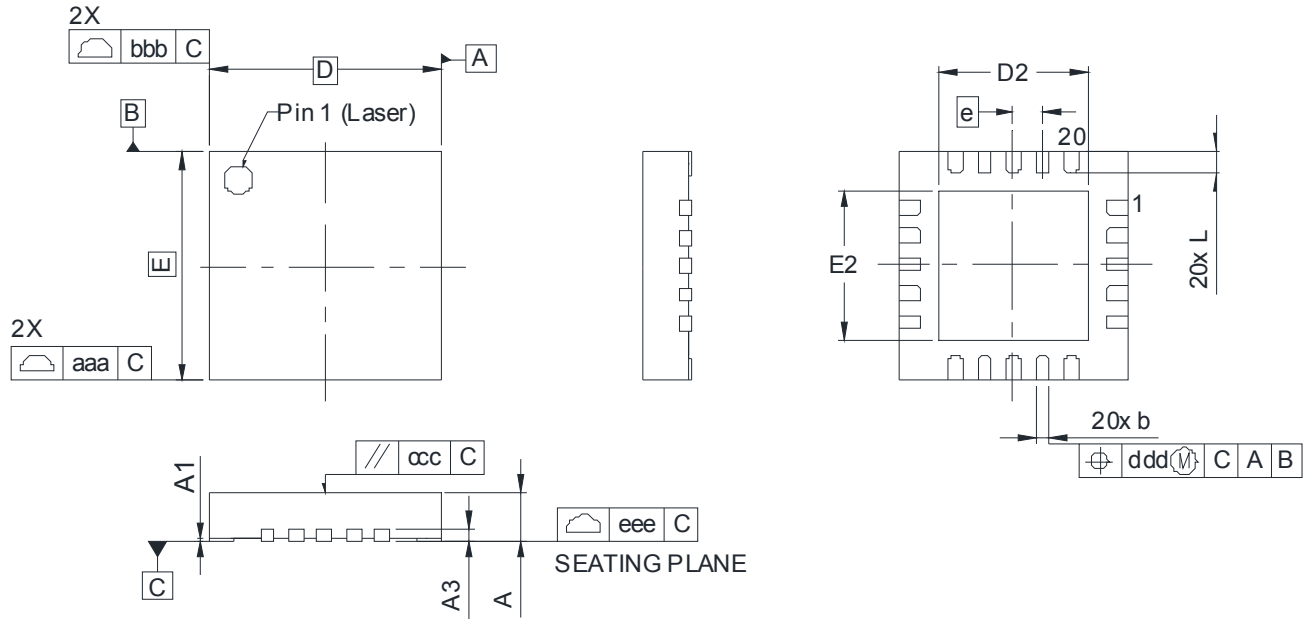 2X
bbb C
D
A
Pin 1 (Laser)
B
E
2X
aaa C
D2
e
20
1
E2
20x L
20x b
ddd M C A B
// ccc C
A1
eee C
SEATING PLANE
C
A3
A